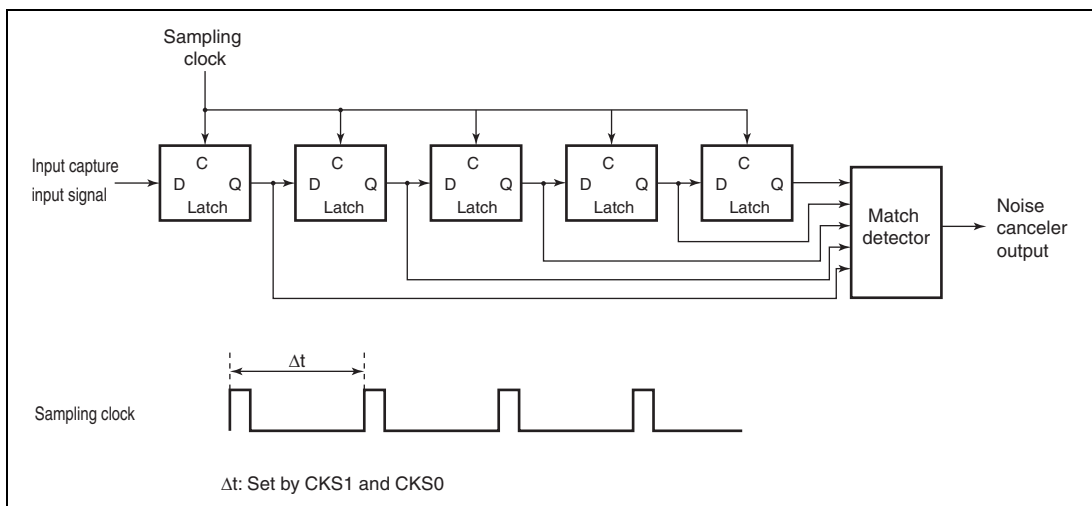 Sampling
clock
Input capture
input signal
C
D Q
Latch
C
D Q
Latch
C
D Q
Latch
C
D Q
Latch
C
D Q
Latch
Match
detector
Noise
canceler
output
Δt
Sampling clock
Δt: Set by CKS1 and CKS0